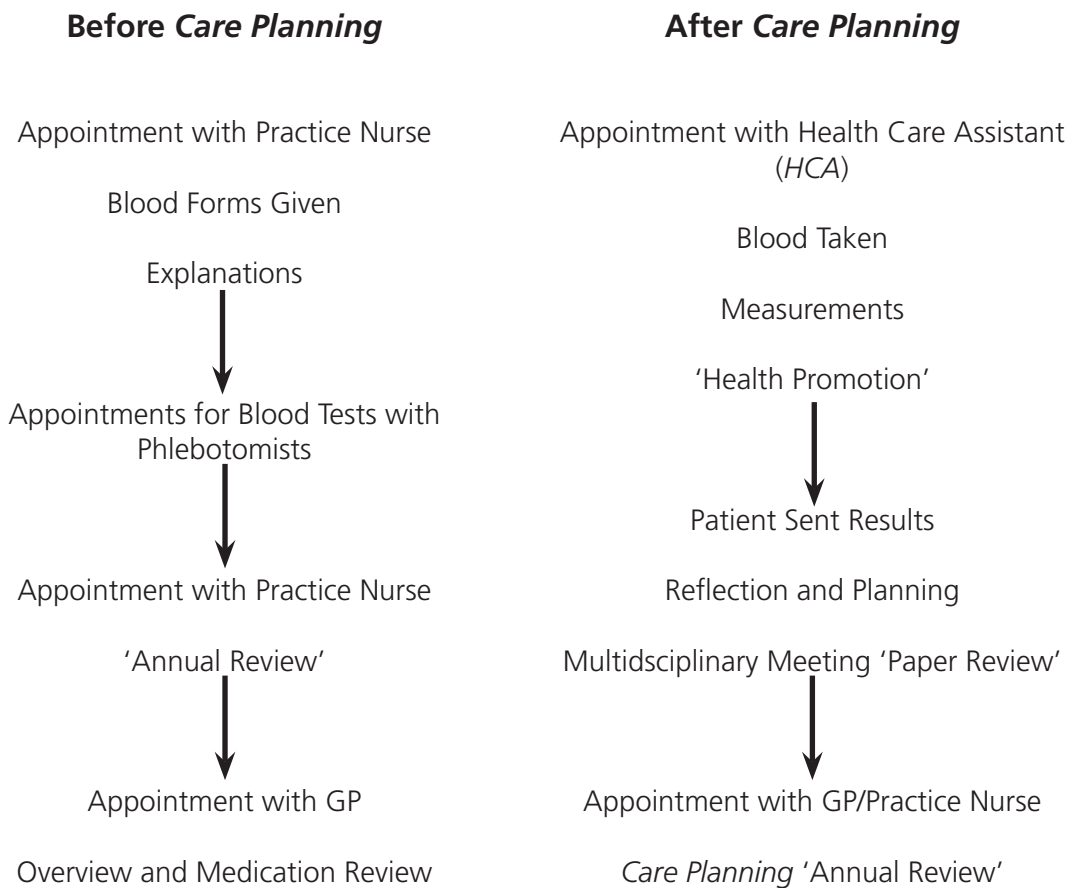 Before Care Planning
Appointment with Practice Nurse
Blood Forms Given
Explanations
Appointments for Blood Tests with
Phlebotomists
Appointment with Practice Nurse
‘Annual Review’
Appointment with GP
Overview and Medication Review
After Care Planning
Appointment with Health Care Assistant
(HCA)
Blood Taken
Measurements
‘Health Promotion’
Patient Sent Results
Reflection and Planning
Multidsciplinary Meeting ‘Paper Review’
Appointment with GP/Practice Nurse
Care Planning ‘Annual Review’